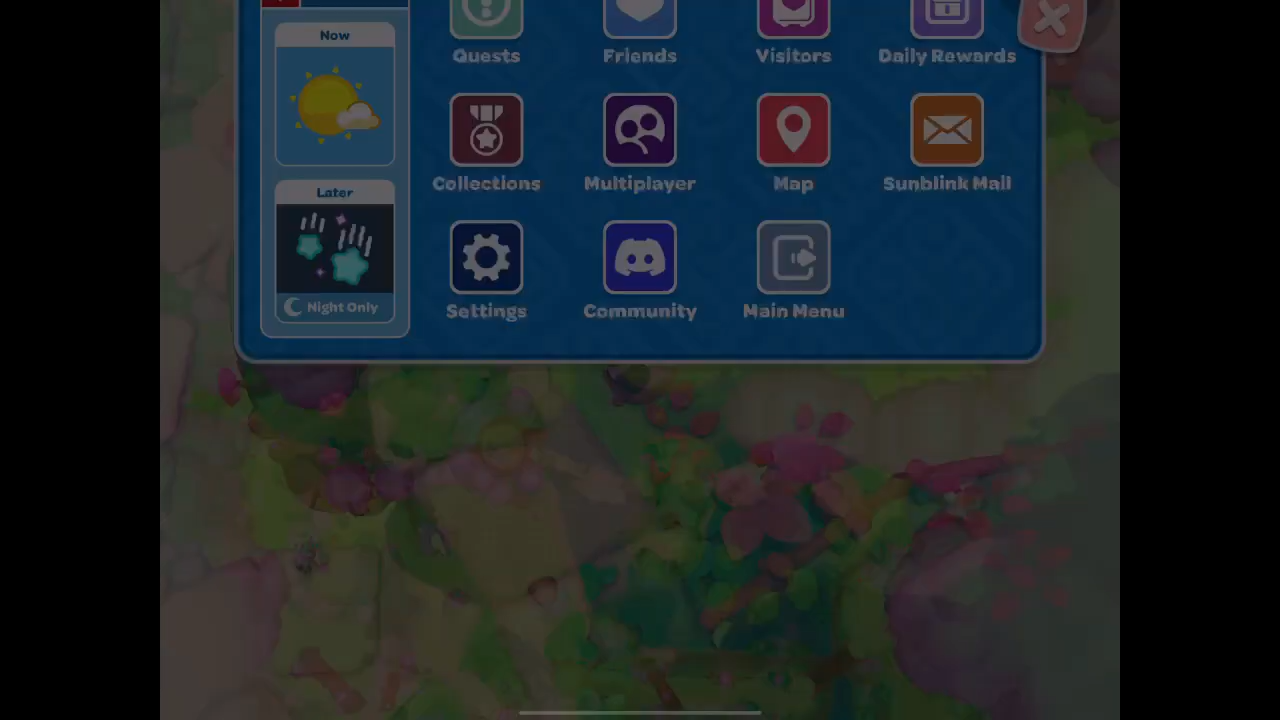 Now
Quests
Friends
Visitors
Daily Rewards
Collections
Multiplayer
Map
Sunblink Mail
Later
Night Only
Settings
Community
Main Menu